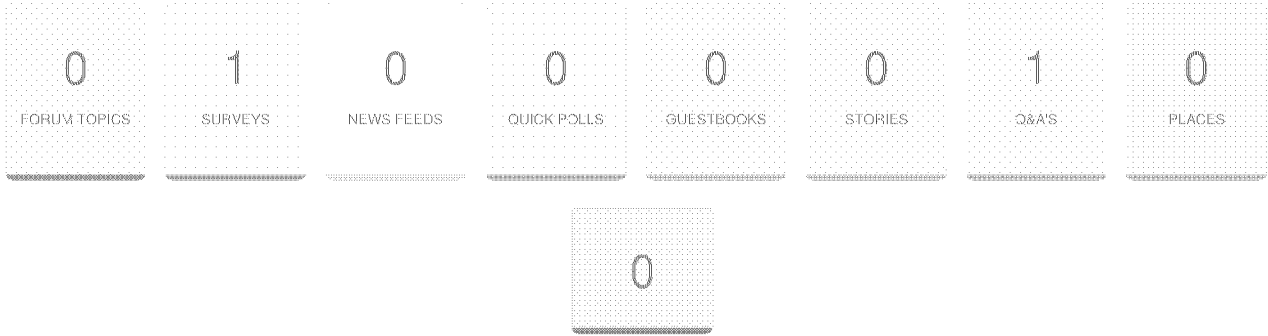 0 1 0 0 0 0 1 0
FORUM TOPICS SURVEYS NEWS FEEDS QUICK POLLS GUESTBOOKS STORIES Q&A'S PLACES
0